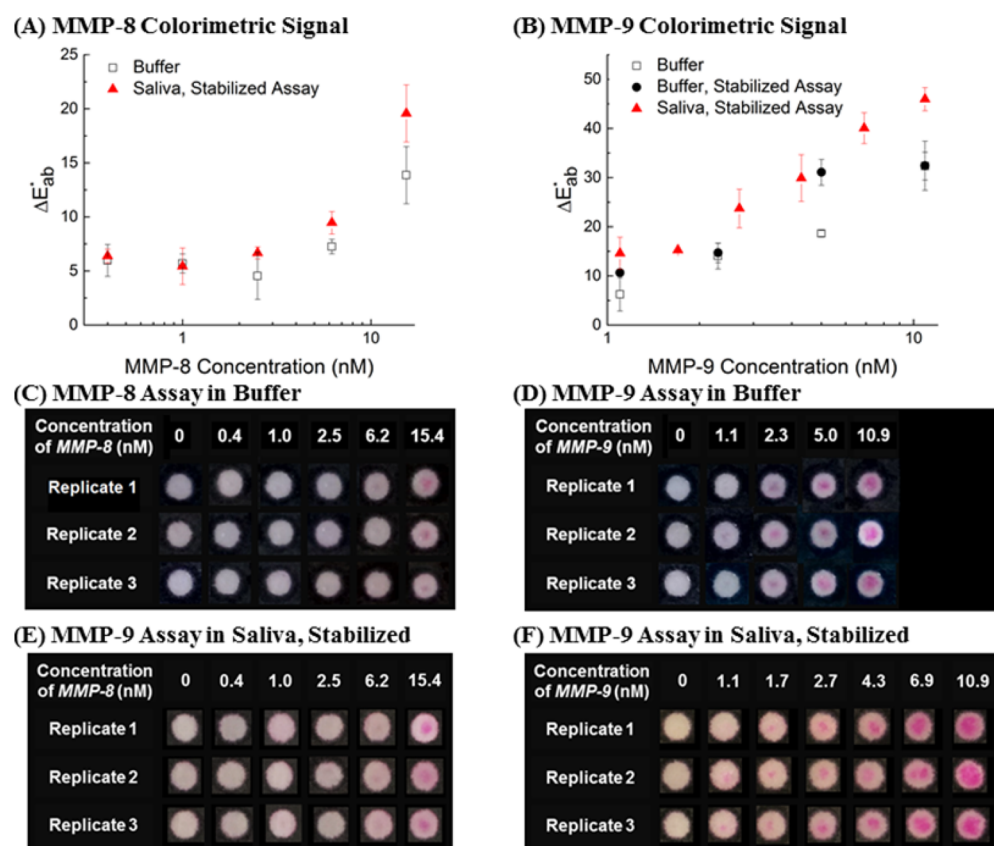 (A) MMP-8 Colorimetric Signal
25
20
15
10
5
0
ΔE*ab
Buffer
Saliva, Stabilized Assay
1
10
MMP-8 Concentration (nM)
(B) MMP-9 Colorimetric Signal
50
40
30
20
10
0
ΔE*ab
Buffer
Buffer, Stabilized Assay
Saliva, Stabilized Assay
1
10
MMP-9 Concentration (nM)
(C) MMP-8 Assay in Buffer
Concentration
of MMP-8 (nM)
0 0.4 1.0 2.5 6.2 15.4
Replicate 1
Replicate 2
Replicate 3
(D) MMP-9 Assay in Buffer
Concentration
of MMP-9 (nM)
0 1.1 2.3 5.0 10.9
Replicate 1
Replicate 2
Replicate 3
(E) MMP-9 Assay in Saliva, Stabilized
Concentration
of MMP-8 (nM)
0 0.4 1.0 2.5 6.2 15.4
Replicate 1
Replicate 2
Replicate 3
(F) MMP-9 Assay in Saliva, Stabilized
Concentration
of MMP-9 (nM)
0 1.1 1.7 2.7 4.3 6.9 10.9
Replicate 1
Replicate 2
Replicate 3